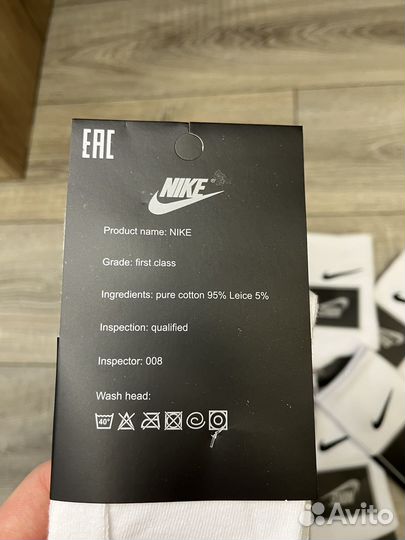 EAC
NIKE
Product name: NIKE
Grade: first class
Ingredients: pure cotton 95% Leice 5%
Inspection: qualified
Inspector: 008
Wash head:
40°
Avito